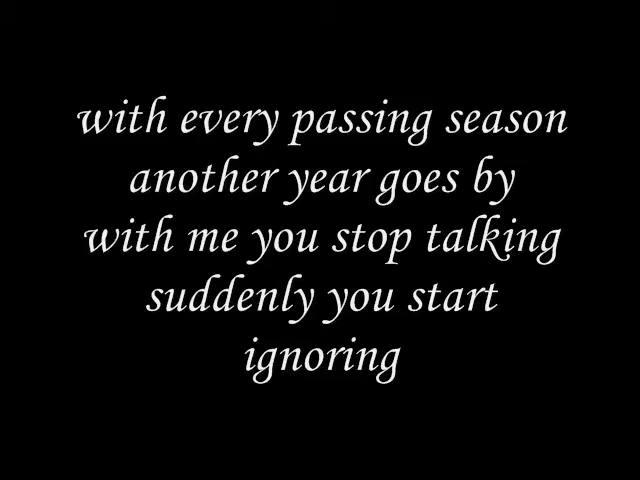 with every passing season
another year goes by
with me you stop talking
suddenly you start
ignoring